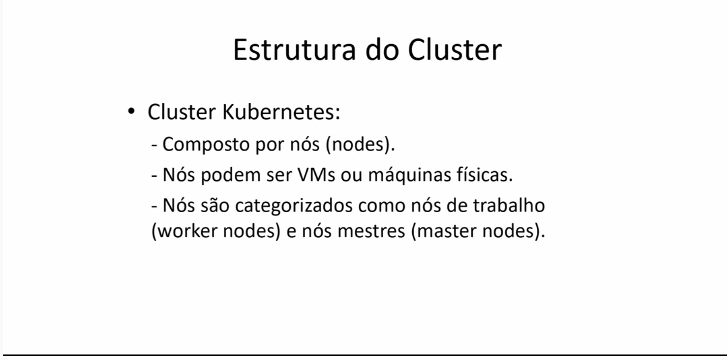 Estrutura do Cluster
• Cluster Kubernetes:
- Composto por nós (nodes).
- Nós podem ser VMs ou máquinas físicas.
- Nós são categorizados como nós de trabalho
(worker nodes) e nós mestres (master nodes).